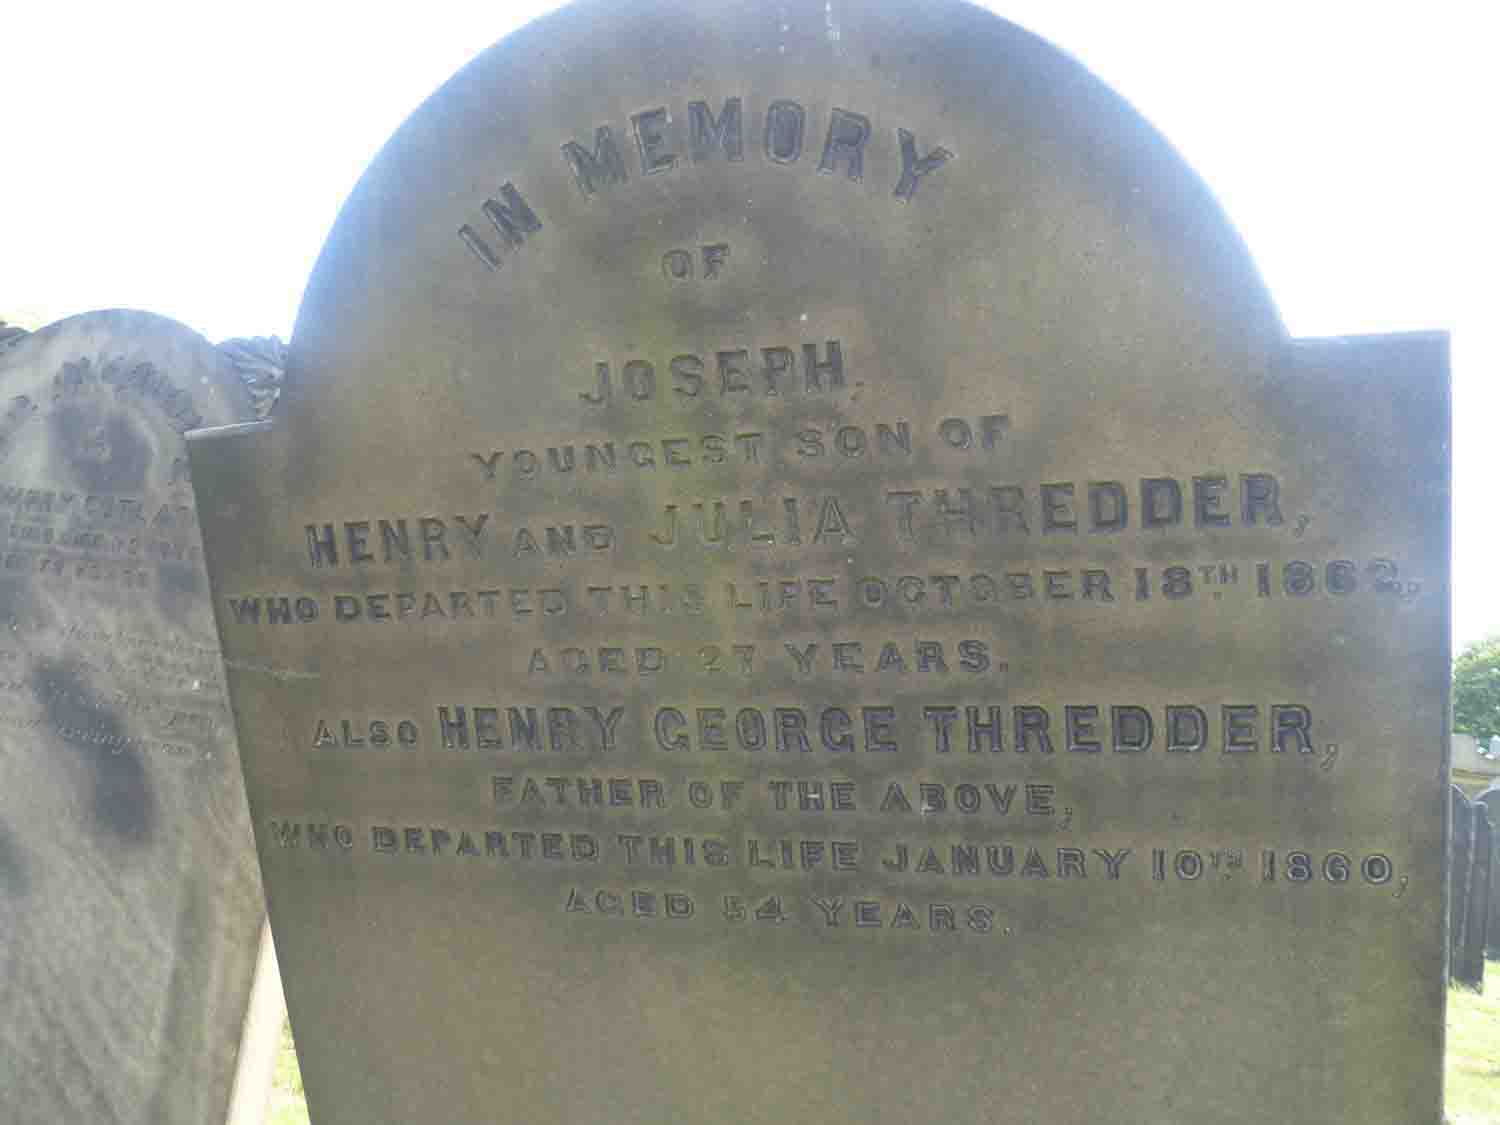 IN MEMORY
OF
JOSEPH,
YOUNGEST SON OF
HENRY AND JULIA THREDDER,
WHO DEPARTED THIS LIFE OCTOBER 18TH 1862,
AGED 27 YEARS.
ALSO HENRY GEORGE THREDDER,
FATHER OF THE ABOVE,
WHO DEPARTED THIS LIFE JANUARY 10TH 1860,
AGED 54 YEARS.